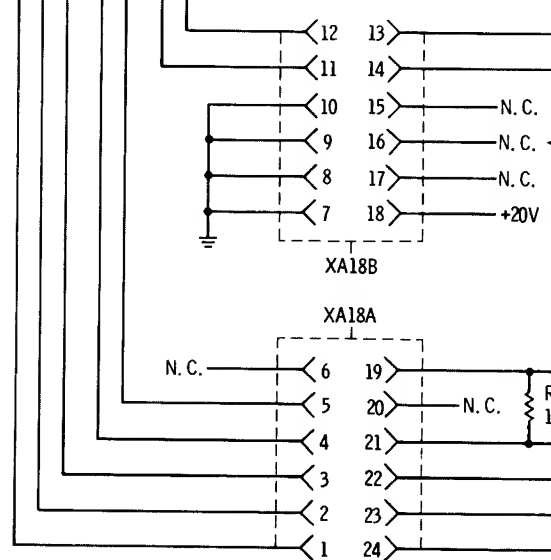 12 13
11 14
10 15 N.C.
9 16 N.C.
8 17 N.C.
7 18 +20V
XA18B
XA18A
N.C. 6 19
5 20 N.C. R
4 21 1
3 22
2 23
1 24